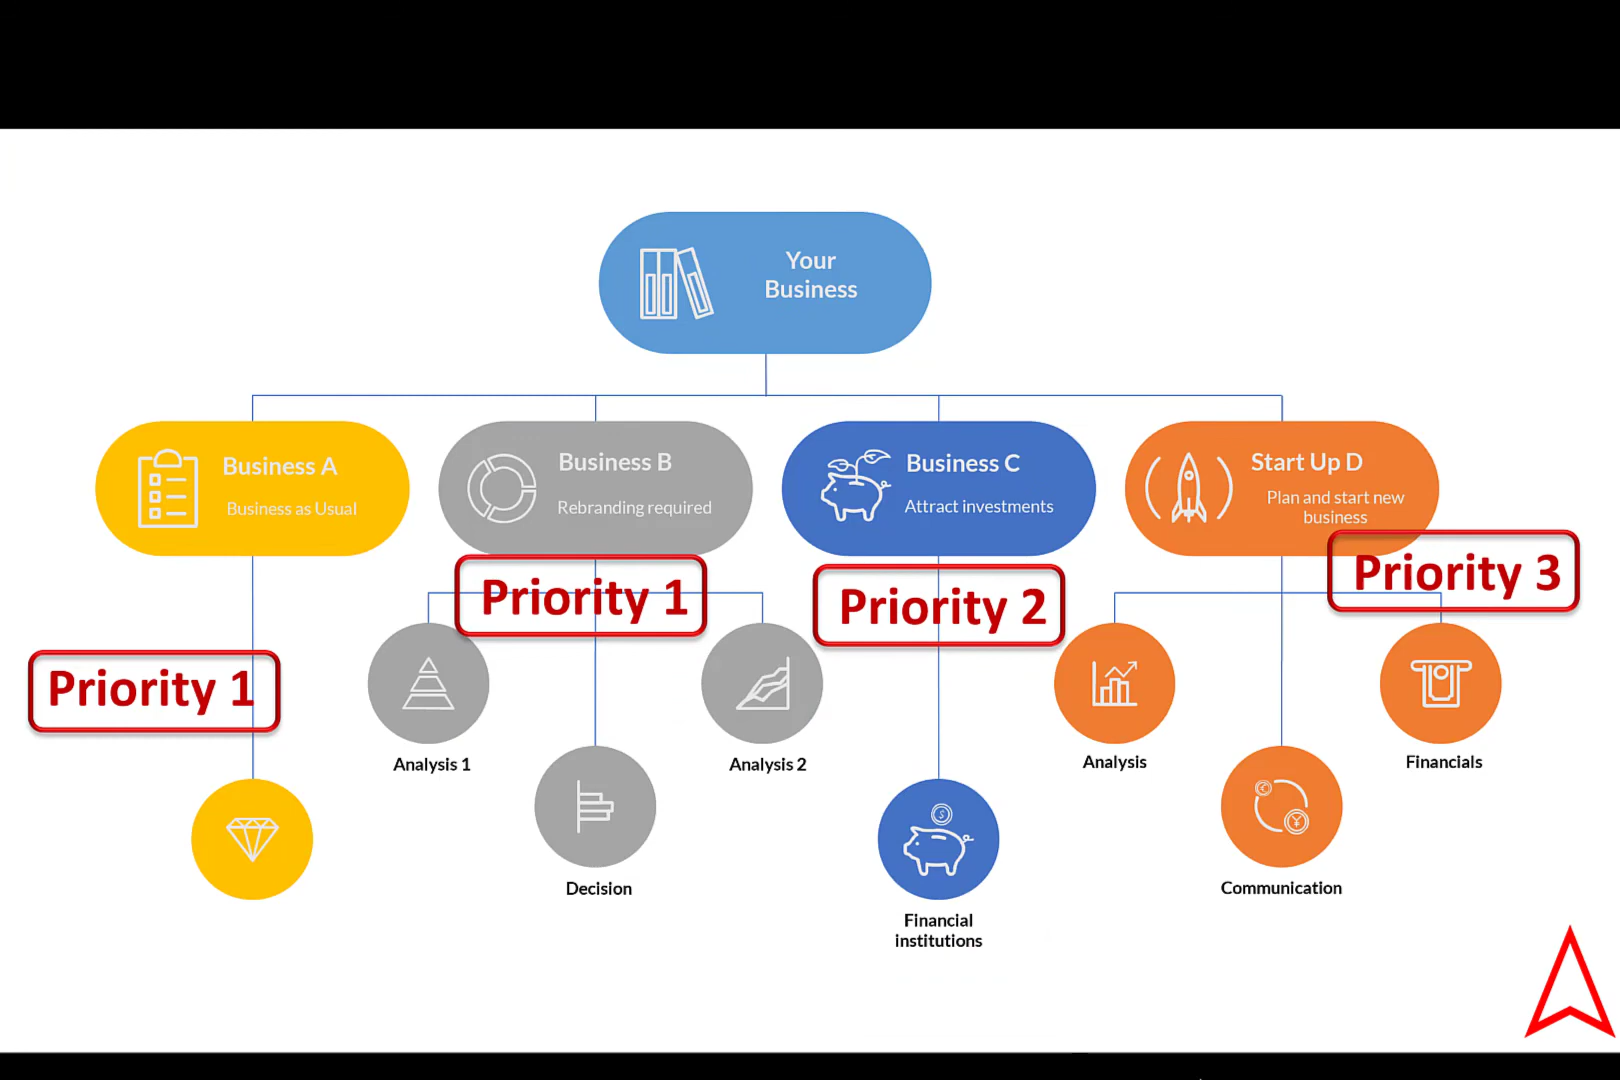 Your
Business
Business A
Business as Usual
Business B
Rebranding required
Business C
Attract investments
Start Up D
Plan and start new
business
Priority 1
Priority 1
Priority 2
Priority 3
Analysis 1
Decision
Analysis 2
Financial
institutions
Analysis
Communication
Financials